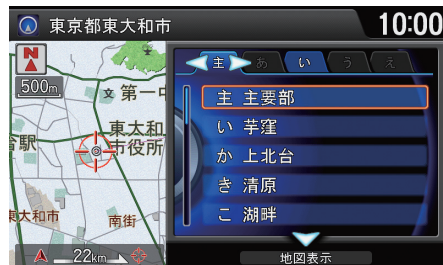 東京都東大和市
10:00
N
500m
文 第一中
東大和
市役所
駅
東大和市
南街
22km
主 あ い う え
主 主要部
い 芋窪
か 上北台
き 清原
こ 湖畔
地図表示